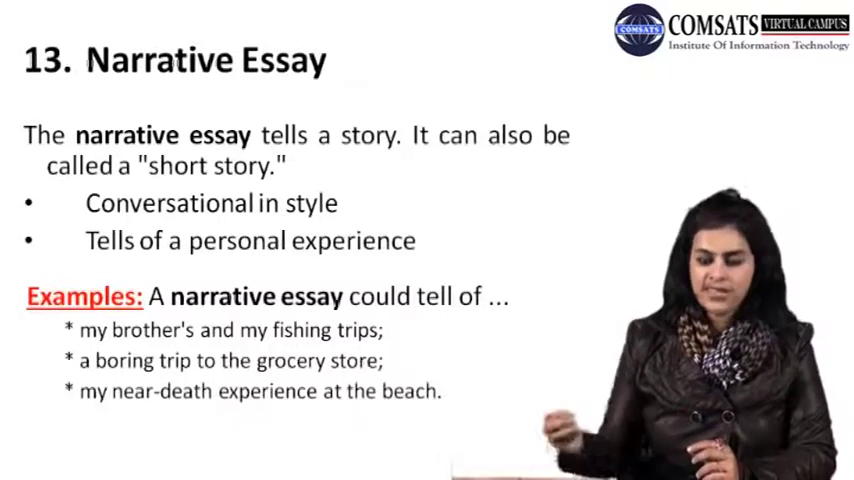 COMSATS VIRTUAL CAMPUS
COMSATS
Institute Of Information Technology
13. Narrative Essay
The narrative essay tells a story. It can also be
called a "short story."
• Conversational in style
• Tells of a personal experience
Examples: A narrative essay could tell of ...
* my brother's and my fishing trips;
* a boring trip to the grocery store;
* my near-death experience at the beach.